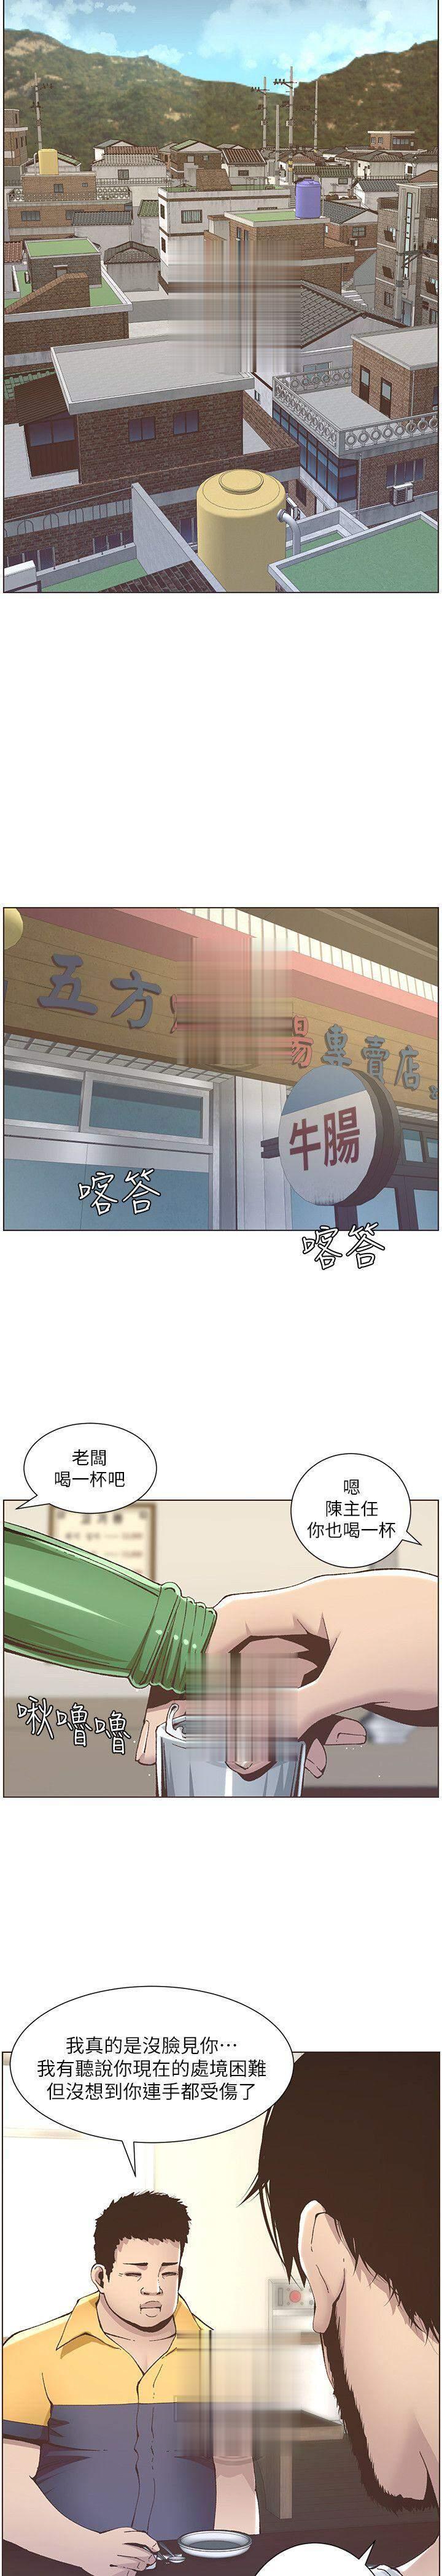 五方
腸專賣店
牛腸
喀答
喀答
老闆
喝一杯吧
嗯
陳主任
你也喝一杯
啾嚕嚕
我真的是沒臉見你…
我有聽說你現在的處境困難
但沒想到你連手都受傷了